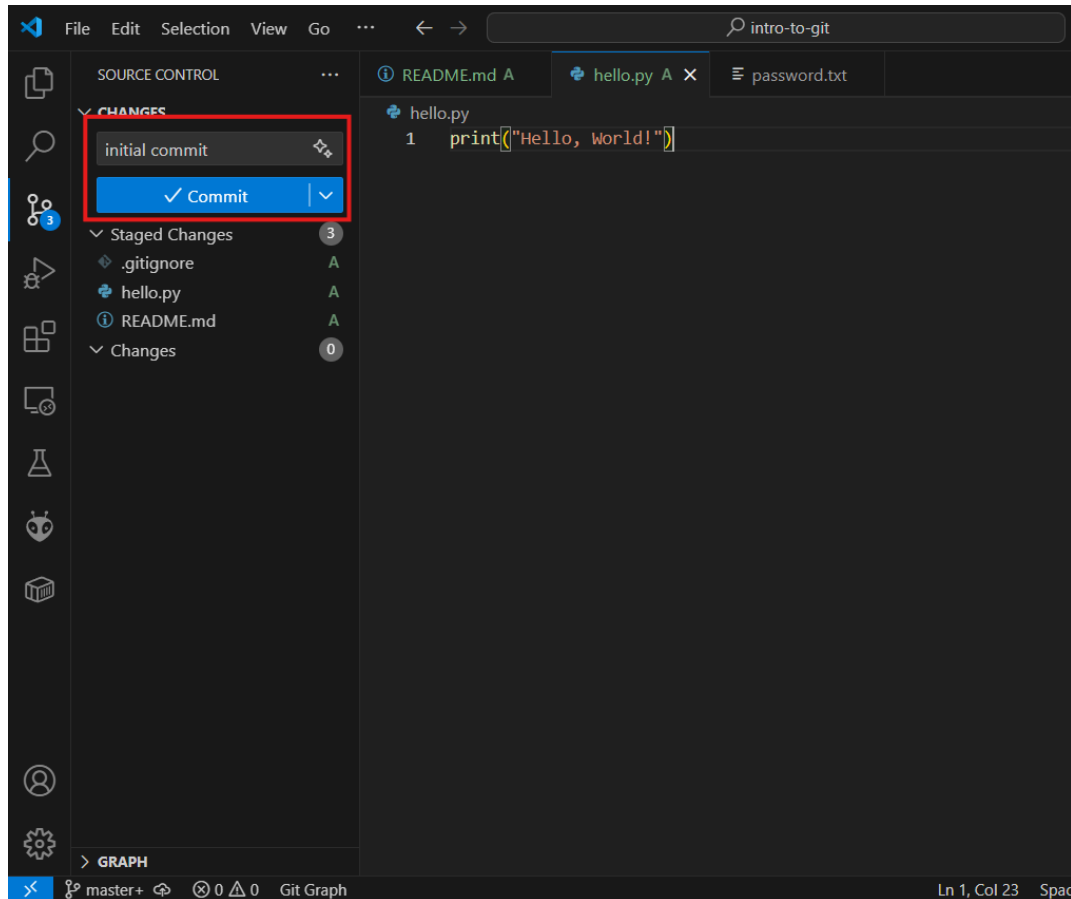 File Edit Selection View Go ··· ← → intro-to-git
SOURCE CONTROL ···
CHANGES
initial commit
Commit
3
Staged Changes 3
.gitignore A
hello.py A
README.md A
Changes 0
README.md A hello.py A password.txt
hello.py
1 print("Hello, World!")
GRAPH
master+ 0 0 Git Graph Ln 1, Col 23 Spac